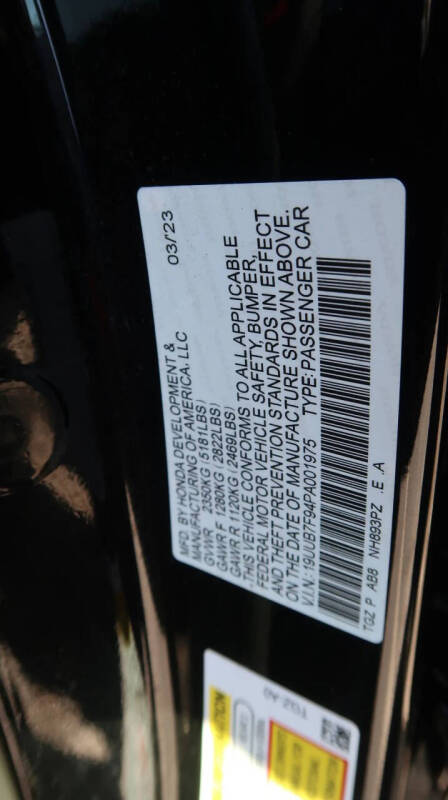 MFD. BY HONDA DEVELOPMENT & 03/'23
MANUFACTURING OF AMERICA, LLC
GVWR 2350KG (5181LBS)
GAWR F 1280KG (2822LBS)
GAWR R 1120KG (2469LBS)
THIS VEHICLE CONFORMS TO ALL APPLICABLE
FEDERAL MOTOR VEHICLE SAFETY, BUMPER,
AND THEFT PREVENTION STANDARDS IN EFFECT
ON THE DATE OF MANUFACTURE SHOWN ABOVE.
V.I.N.: 19UUB7F94PA001975 TYPE: PASSENGER CAR
TGZ P AB8 NH893PZ .E .A
TGZ-A0